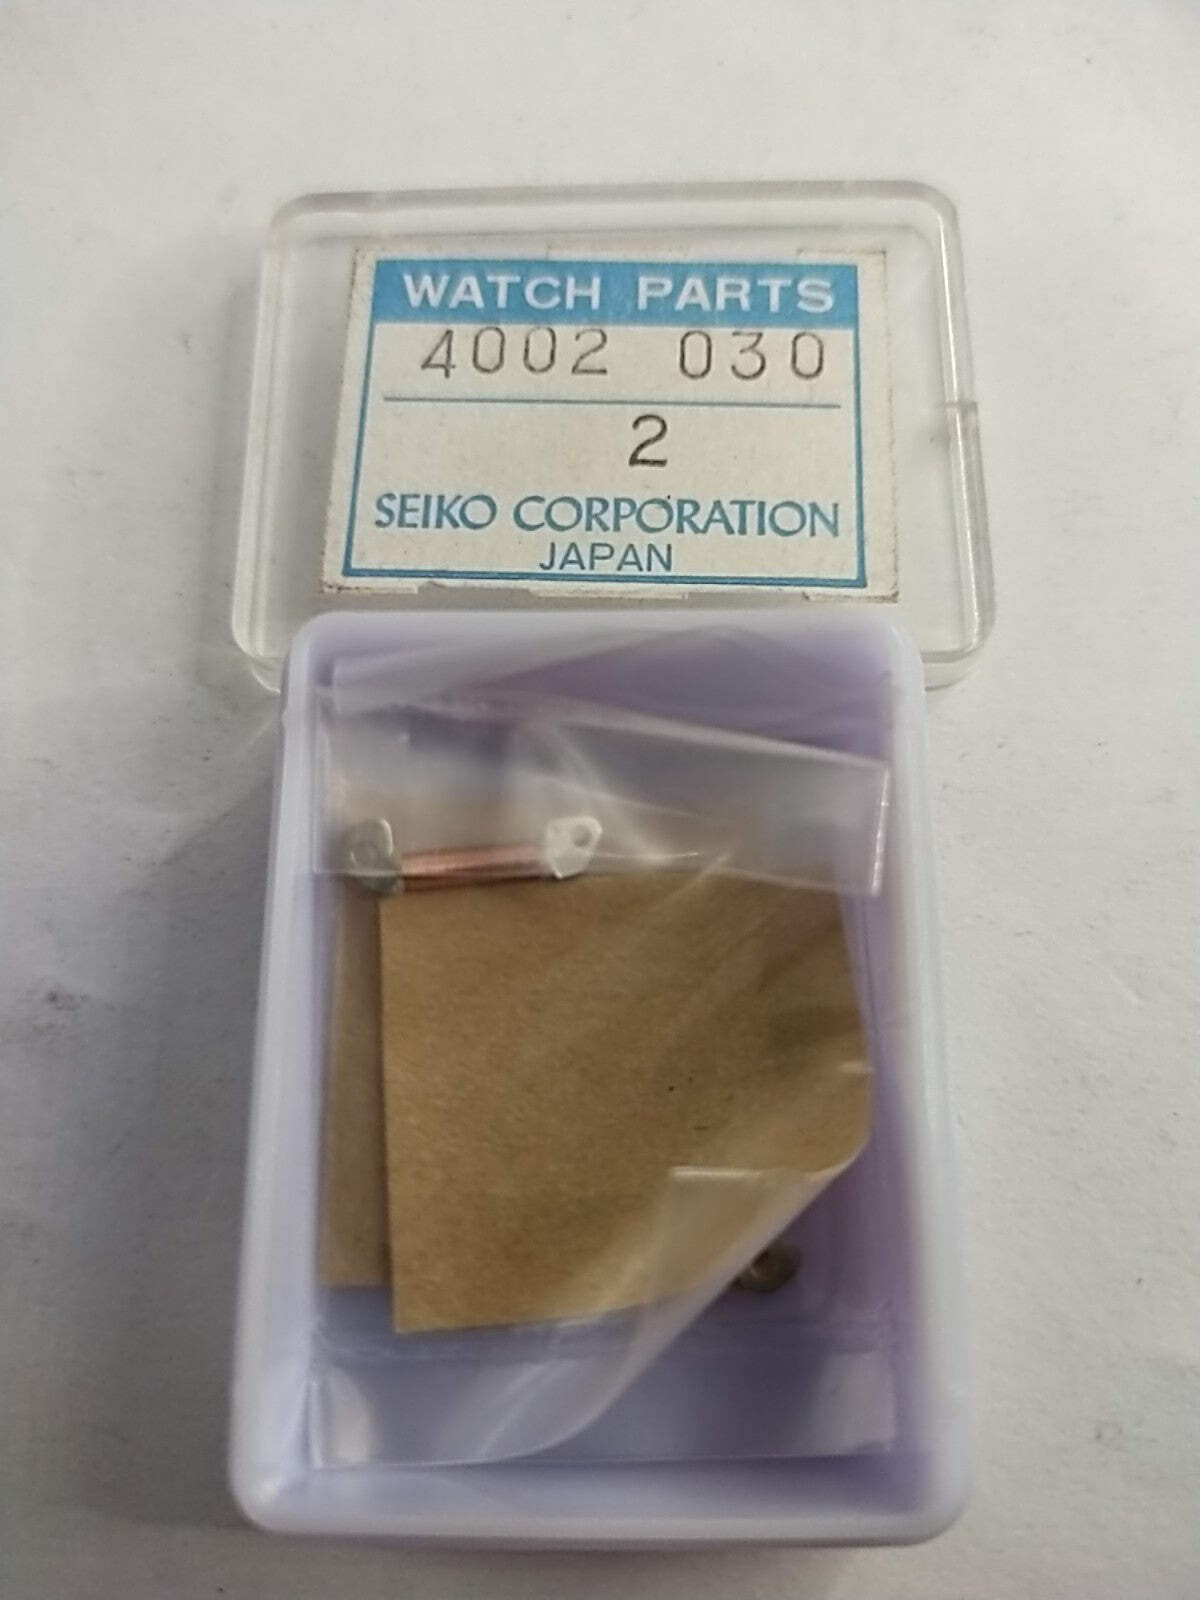 WATCH PARTS
4002 030
2
SEIKO CORPORATION
JAPAN